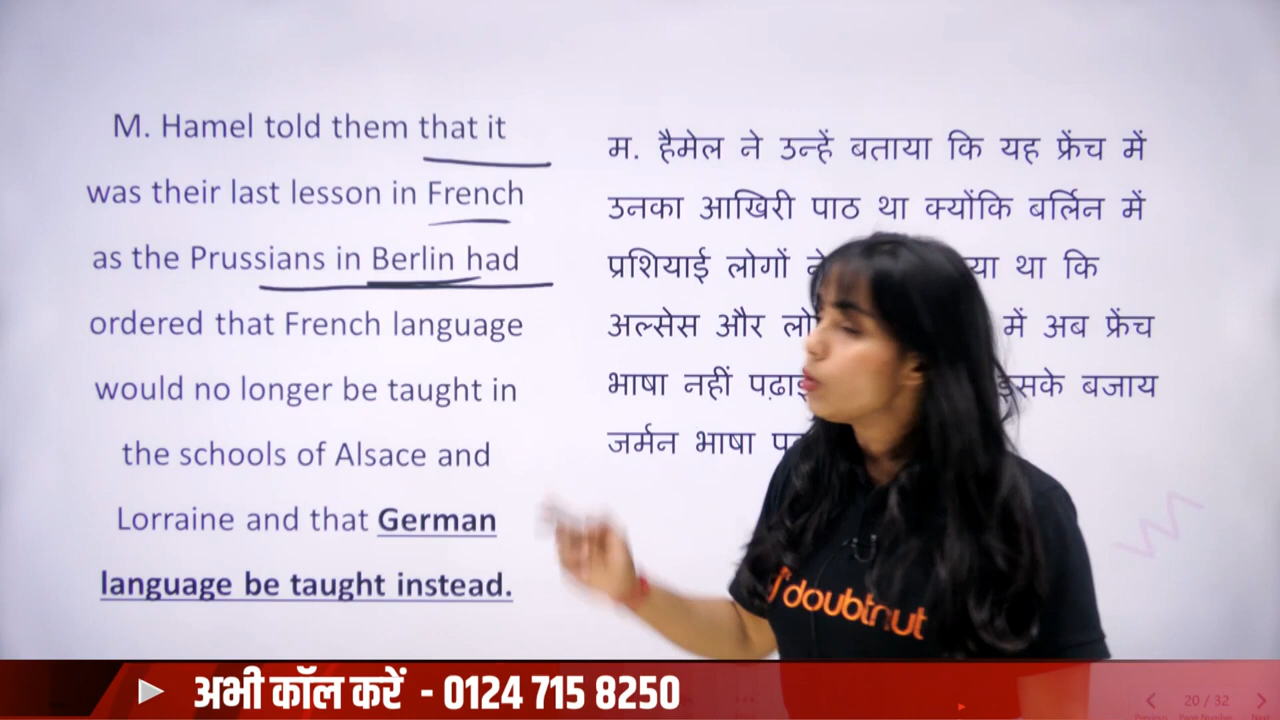 M. Hamel told them that it
was their last lesson in French
as the Prussians in Berlin had
ordered that French language
would no longer be taught in
the schools of Alsace and
Lorraine and that German
language be taught instead.
म. हैमेल ने उन्हें बताया कि यह फ्रेंच में
उनका आखिरी पाठ था क्योंकि बर्लिन में
प्रशियाई लोगों था कि
अल्सेस और में अब फ्रेंच
भाषा नहीं बजाय
जर्मन भाषा
doubtnut
अभी कॉल करें - 0124 715 8250
20 / 32